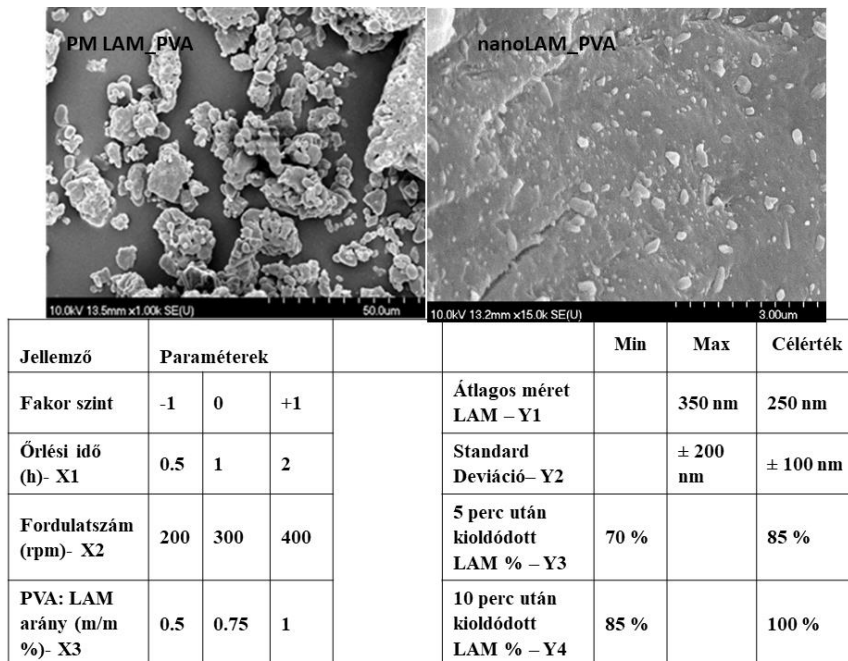 PM LAM_PVA
nanoLAM_PVA
10.0kV 13.5mm x1.00k SE(U)
50.0um
10.0kV 13.2mm x15.0k SE(U)
3.00um
Jellemző
Paraméterek
Fakor szint
-1
0
+1
Őrlési idő
(h)- X1
0.5
1
2
Fordulatszám
(rpm)- X2
200
300
400
PVA: LAM
arány (m/m
%)- X3
0.5
0.75
1
Min
Max
Célérték
Átlagos méret
LAM – Y1
350 nm
250 nm
Standard
Deviáció– Y2
± 200
nm
± 100 nm
5 perc után
kioldódott
LAM % – Y3
70 %
85 %
10 perc után
kioldódott
LAM % – Y4
85 %
100 %